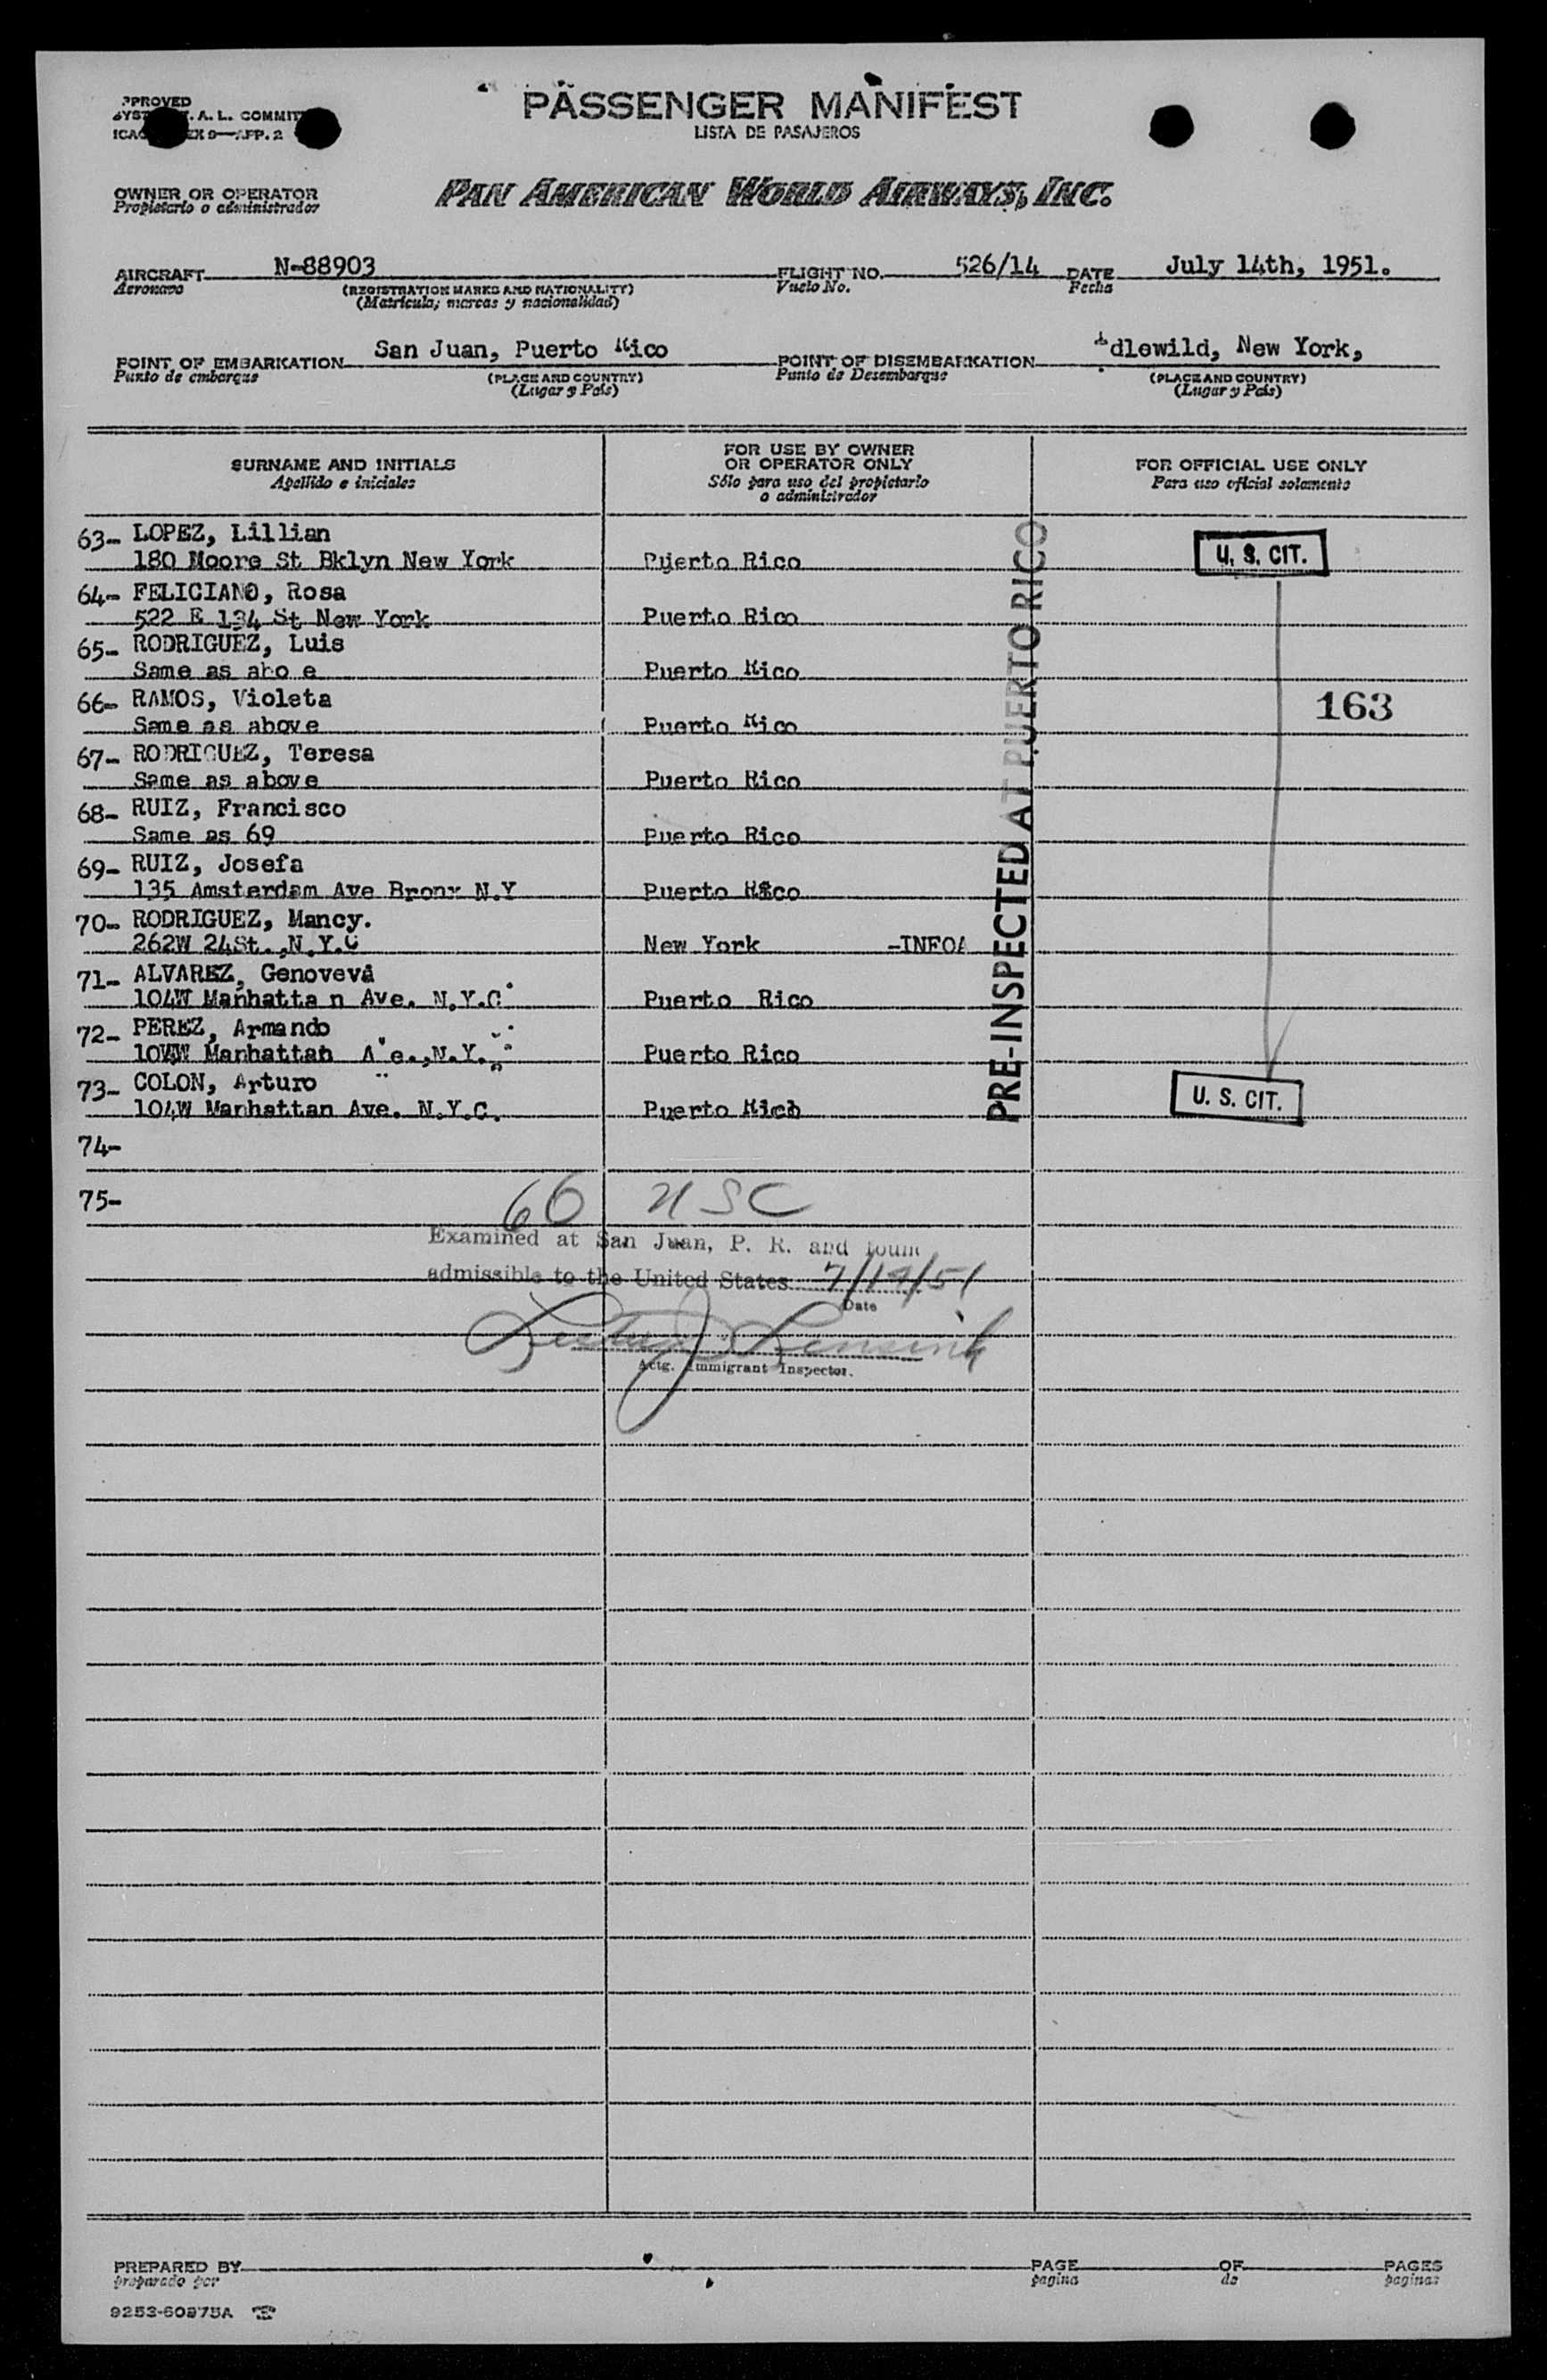 PASSENGER MANIFEST
LISTA DE PASAJEROS
PPROVED
. A. L. COMMIT
OWNER OR OPERATOR
Propietario o administrador
PAN AMERICAN WORLD AIRWAYS, INC.
AIRCRAFT N-88903 FLIGHT NO. 526/14 DATE July 14th, 1951.
Aeronave (REGISTRATION MARKS AND NATIONALITY) Vuelo No. Fecha
(Matrícula; marcas y nacionalidad)
POINT OF EMBARKATION San Juan, Puerto Rico POINT OF DISEMBARKATION Idlewild, New York,
Punto de embarque (PLACE AND COUNTRY) Punto de Desembarque (PLACE AND COUNTRY)
(Lugar y País) (Lugar y País)
SURNAME AND INITIALS
Apellido e iniciales
FOR USE BY OWNER
OR OPERATOR ONLY
Sólo para uso del propietario
o administrador
FOR OFFICIAL USE ONLY
Para uso oficial solamente
63- LOPEZ, Lillian
180 Moore St Bklyn New York Puerto Rico U. S. CIT.
64- FELICIANO, Rosa
522 E 134 St New York Puerto Rico
65- RODRIGUEZ, Luis
Same as abo e Puerto Rico
66- RAMOS, Violeta 163
Same as above Puerto Rico
67- RODRIGUEZ, Teresa
Same as above Puerto Rico
68- RUIZ, Francisco
Same as 69 Puerto Rico
69- RUIZ, Josefa
135 Amsterdam Ave Bronx N.Y Puerto Rico
70- RODRIGUEZ, Mancy.
262W 24St.,N.Y.C New York -INFOA
71- ALVAREZ, Genoveva
104W Manhatta n Ave. N.Y.C Puerto Rico
72- PEREZ, Armando
104W Manhattan A e.,N.Y. Puerto Rico
73- COLON, Arturo
104W Manhattan Ave. N.Y.C. Puerto Rico U. S. CIT.
PRE-INSPECTED AT PUERTO RICO
74-
75-
66 USC
Examined at San Juan, P. R. and foun
admissible to the United States 7/14/51
Date
Actg. Immigrant Inspector.
PREPARED BY PAGE OF PAGES
preparado por pagina de paginas
9253-60975A